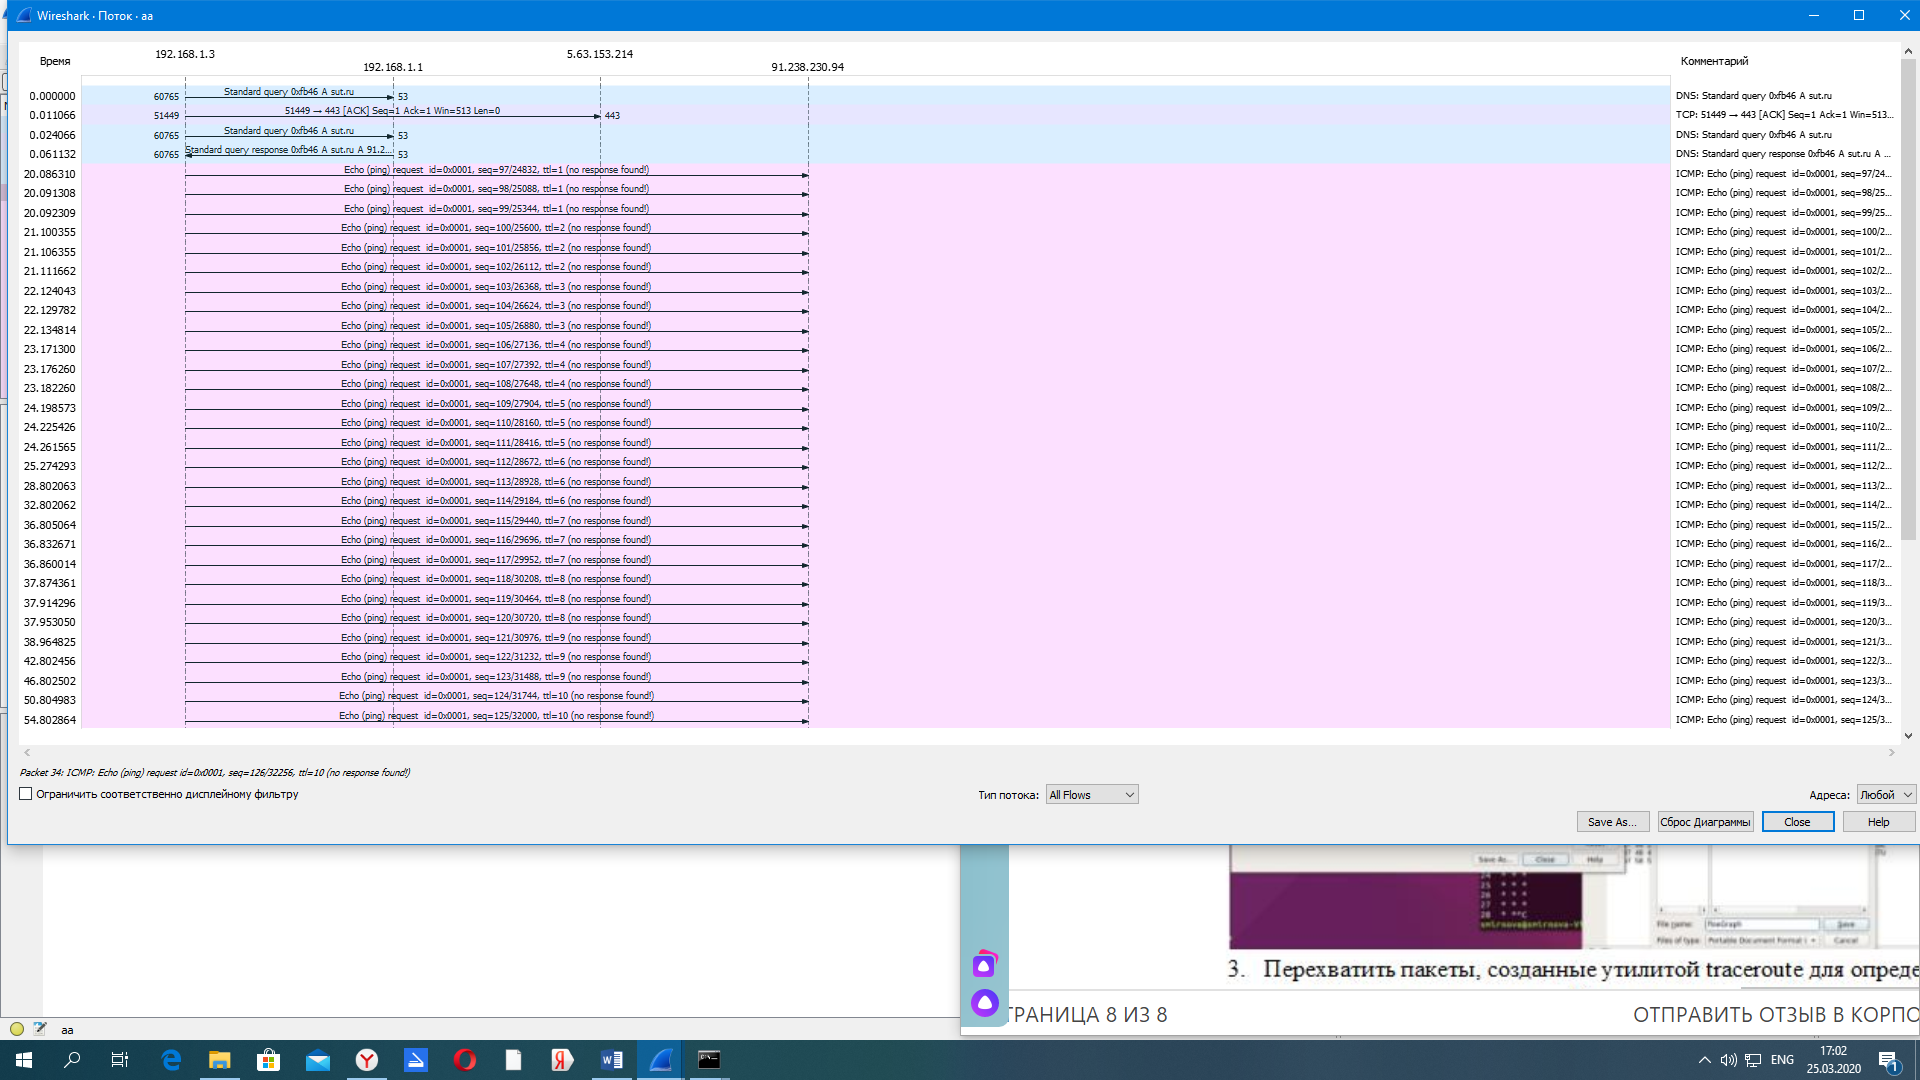 Wireshark · Поток · aa
192.168.1.3 5.63.153.214
Время 192.168.1.1 91.238.230.94 Комментарий
0.000000 60765 Standard query 0xfb46 A sut.ru 53 DNS: Standard query 0xfb46 A sut.ru
0.011066 51449 51449 → 443 [ACK] Seq=1 Ack=1 Win=513 Len=0 443 TCP: 51449 → 443 [ACK] Seq=1 Ack=1 Win=513...
0.024066 60765 Standard query 0xfb46 A sut.ru 53 DNS: Standard query 0xfb46 A sut.ru
0.061132 60765 Standard query response 0xfb46 A sut.ru A 91.2... 53 DNS: Standard query response 0xfb46 A sut.ru A ...
20.086310 Echo (ping) request id=0x0001, seq=97/24832, ttl=1 (no response found!) ICMP: Echo (ping) request id=0x0001, seq=97/24...
20.091308 Echo (ping) request id=0x0001, seq=98/25088, ttl=1 (no response found!) ICMP: Echo (ping) request id=0x0001, seq=98/25...
20.092309 Echo (ping) request id=0x0001, seq=99/25344, ttl=1 (no response found!) ICMP: Echo (ping) request id=0x0001, seq=99/25...
21.100355 Echo (ping) request id=0x0001, seq=100/25600, ttl=2 (no response found!) ICMP: Echo (ping) request id=0x0001, seq=100/2...
21.106355 Echo (ping) request id=0x0001, seq=101/25856, ttl=2 (no response found!) ICMP: Echo (ping) request id=0x0001, seq=101/2...
21.111662 Echo (ping) request id=0x0001, seq=102/26112, ttl=2 (no response found!) ICMP: Echo (ping) request id=0x0001, seq=102/2...
22.124043 Echo (ping) request id=0x0001, seq=103/26368, ttl=3 (no response found!) ICMP: Echo (ping) request id=0x0001, seq=103/2...
22.129782 Echo (ping) request id=0x0001, seq=104/26624, ttl=3 (no response found!) ICMP: Echo (ping) request id=0x0001, seq=104/2...
22.134814 Echo (ping) request id=0x0001, seq=105/26880, ttl=3 (no response found!) ICMP: Echo (ping) request id=0x0001, seq=105/2...
23.171300 Echo (ping) request id=0x0001, seq=106/27136, ttl=4 (no response found!) ICMP: Echo (ping) request id=0x0001, seq=106/2...
23.176260 Echo (ping) request id=0x0001, seq=107/27392, ttl=4 (no response found!) ICMP: Echo (ping) request id=0x0001, seq=107/2...
23.182260 Echo (ping) request id=0x0001, seq=108/27648, ttl=4 (no response found!) ICMP: Echo (ping) request id=0x0001, seq=108/2...
24.198573 Echo (ping) request id=0x0001, seq=109/27904, ttl=5 (no response found!) ICMP: Echo (ping) request id=0x0001, seq=109/2...
24.225426 Echo (ping) request id=0x0001, seq=110/28160, ttl=5 (no response found!) ICMP: Echo (ping) request id=0x0001, seq=110/2...
24.261565 Echo (ping) request id=0x0001, seq=111/28416, ttl=5 (no response found!) ICMP: Echo (ping) request id=0x0001, seq=111/2...
25.274293 Echo (ping) request id=0x0001, seq=112/28672, ttl=6 (no response found!) ICMP: Echo (ping) request id=0x0001, seq=112/2...
28.802063 Echo (ping) request id=0x0001, seq=113/28928, ttl=6 (no response found!) ICMP: Echo (ping) request id=0x0001, seq=113/2...
32.802062 Echo (ping) request id=0x0001, seq=114/29184, ttl=6 (no response found!) ICMP: Echo (ping) request id=0x0001, seq=114/2...
36.805064 Echo (ping) request id=0x0001, seq=115/29440, ttl=7 (no response found!) ICMP: Echo (ping) request id=0x0001, seq=115/2...
36.832671 Echo (ping) request id=0x0001, seq=116/29696, ttl=7 (no response found!) ICMP: Echo (ping) request id=0x0001, seq=116/2...
36.860014 Echo (ping) request id=0x0001, seq=117/29952, ttl=7 (no response found!) ICMP: Echo (ping) request id=0x0001, seq=117/2...
37.874361 Echo (ping) request id=0x0001, seq=118/30208, ttl=8 (no response found!) ICMP: Echo (ping) request id=0x0001, seq=118/3...
37.914296 Echo (ping) request id=0x0001, seq=119/30464, ttl=8 (no response found!) ICMP: Echo (ping) request id=0x0001, seq=119/3...
37.953050 Echo (ping) request id=0x0001, seq=120/30720, ttl=8 (no response found!) ICMP: Echo (ping) request id=0x0001, seq=120/3...
38.964825 Echo (ping) request id=0x0001, seq=121/30976, ttl=9 (no response found!) ICMP: Echo (ping) request id=0x0001, seq=121/3...
42.802456 Echo (ping) request id=0x0001, seq=122/31232, ttl=9 (no response found!) ICMP: Echo (ping) request id=0x0001, seq=122/3...
46.802502 Echo (ping) request id=0x0001, seq=123/31488, ttl=9 (no response found!) ICMP: Echo (ping) request id=0x0001, seq=123/3...
50.804983 Echo (ping) request id=0x0001, seq=124/31744, ttl=10 (no response found!) ICMP: Echo (ping) request id=0x0001, seq=124/3...
54.802864 Echo (ping) request id=0x0001, seq=125/32000, ttl=10 (no response found!) ICMP: Echo (ping) request id=0x0001, seq=125/3...
Packet 34: ICMP: Echo (ping) request id=0x0001, seq=126/32256, ttl=10 (no response found!)
Ограничить соответственно дисплейному фильтру Тип потока: All Flows Адреса: Любой
Save As... Сброс Диаграммы Close Help
Save As... Close Help
25 * * *
26 * * *
27 * * *
28 * **C
File name: FlowGraph Save
Files of type: Portable Document Format ( Cancel
3. Перехватить пакеты, созданные утилитой traceroute для опреде
ТРАНИЦА 8 ИЗ 8 ОТПРАВИТЬ ОТЗЫВ В КОРПО
aa
ENG 17:02
25.03.2020
1